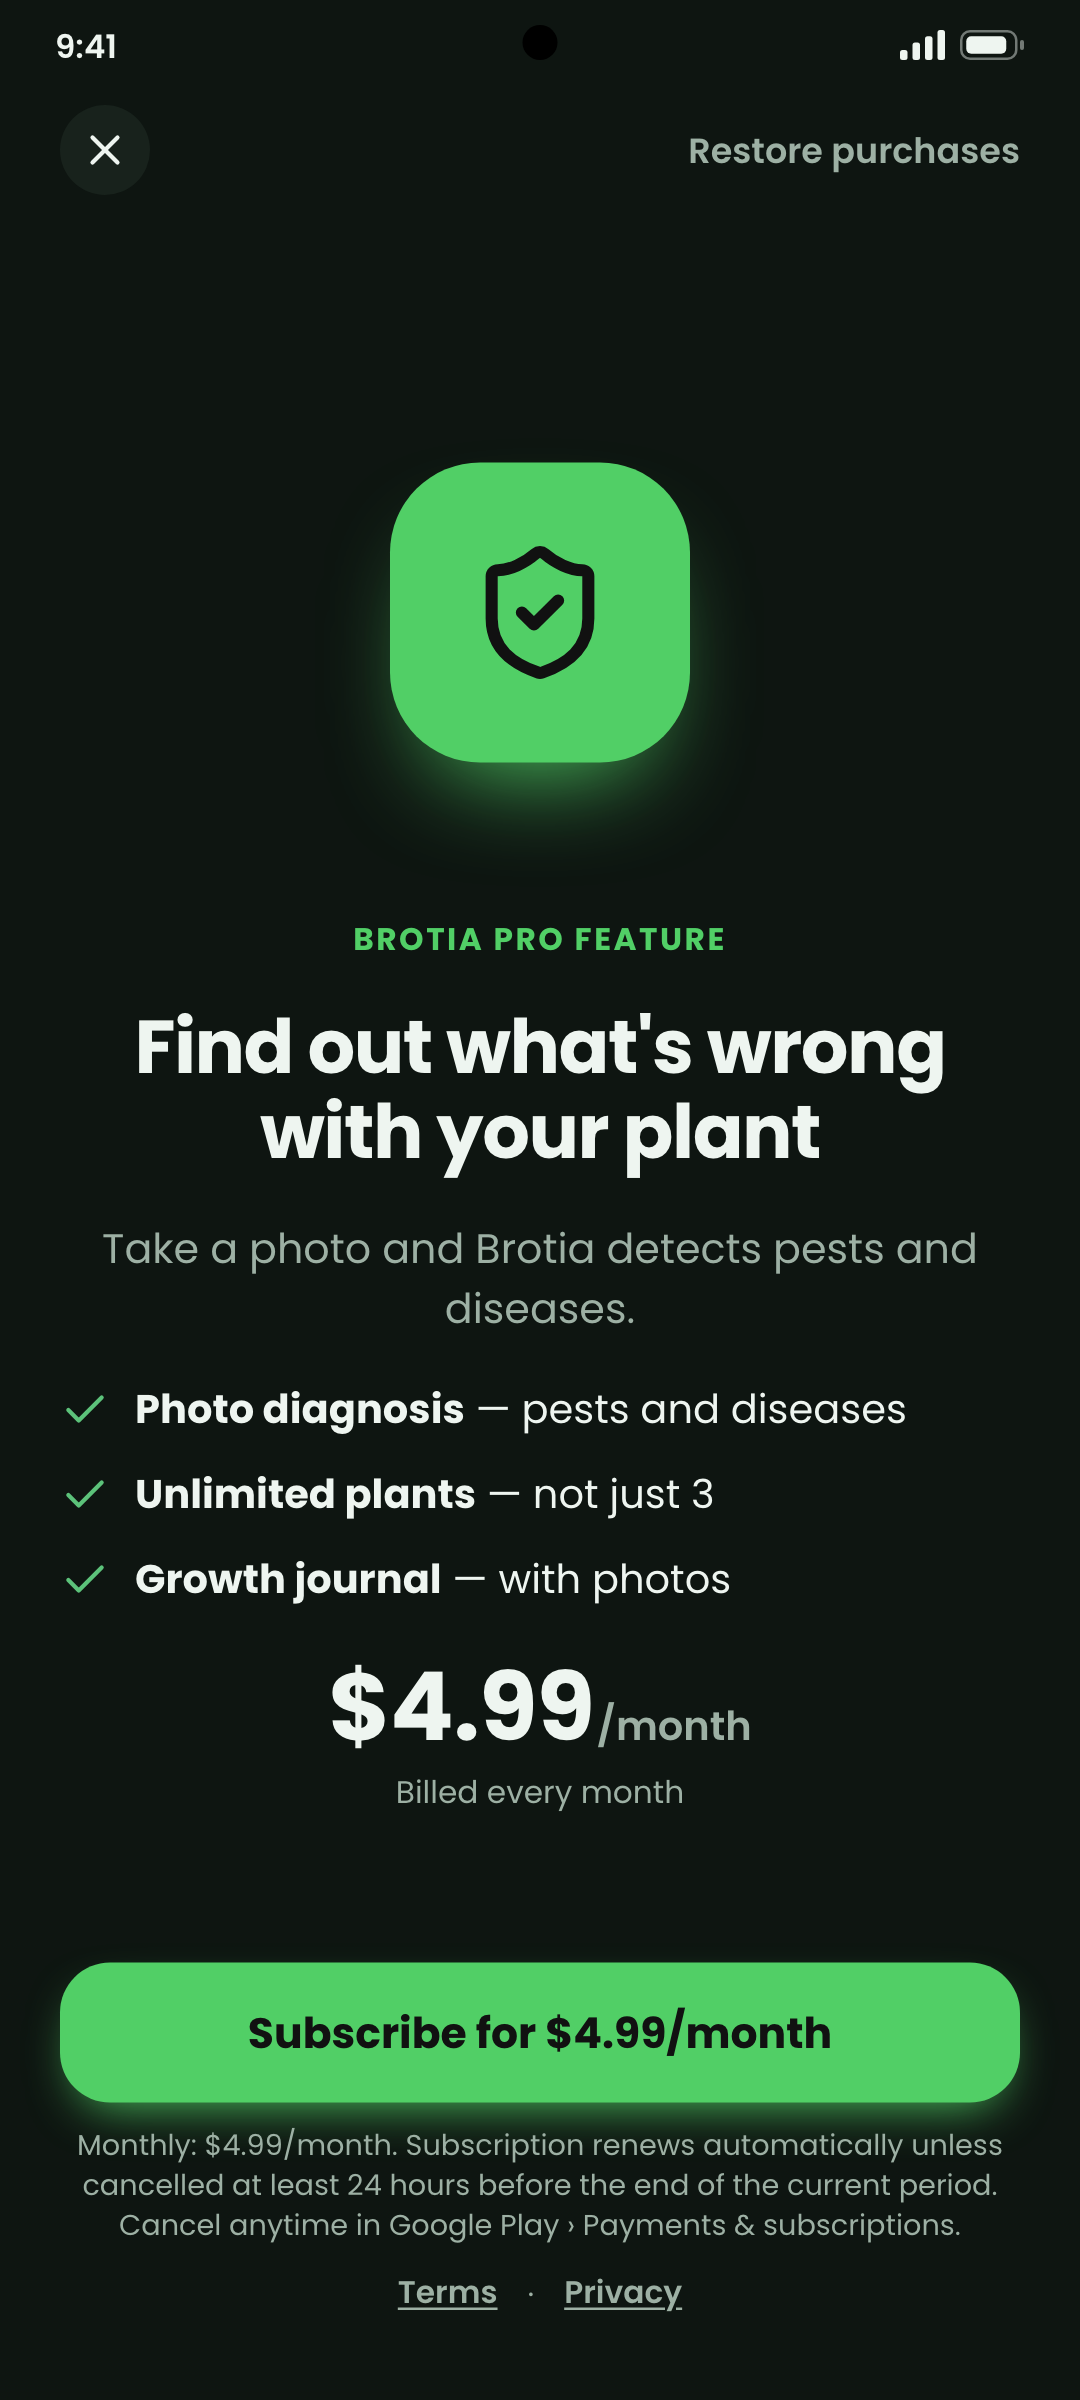 9:41
Restore purchases
BROTIA PRO FEATURE
Find out what's wrong
with your plant
Take a photo and Brotia detects pests and
diseases.
Photo diagnosis — pests and diseases
Unlimited plants — not just 3
Growth journal — with photos
$4.99/month
Billed every month
Subscribe for $4.99/month
Monthly: $4.99/month. Subscription renews automatically unless
cancelled at least 24 hours before the end of the current period.
Cancel anytime in Google Play › Payments & subscriptions.
Terms · Privacy